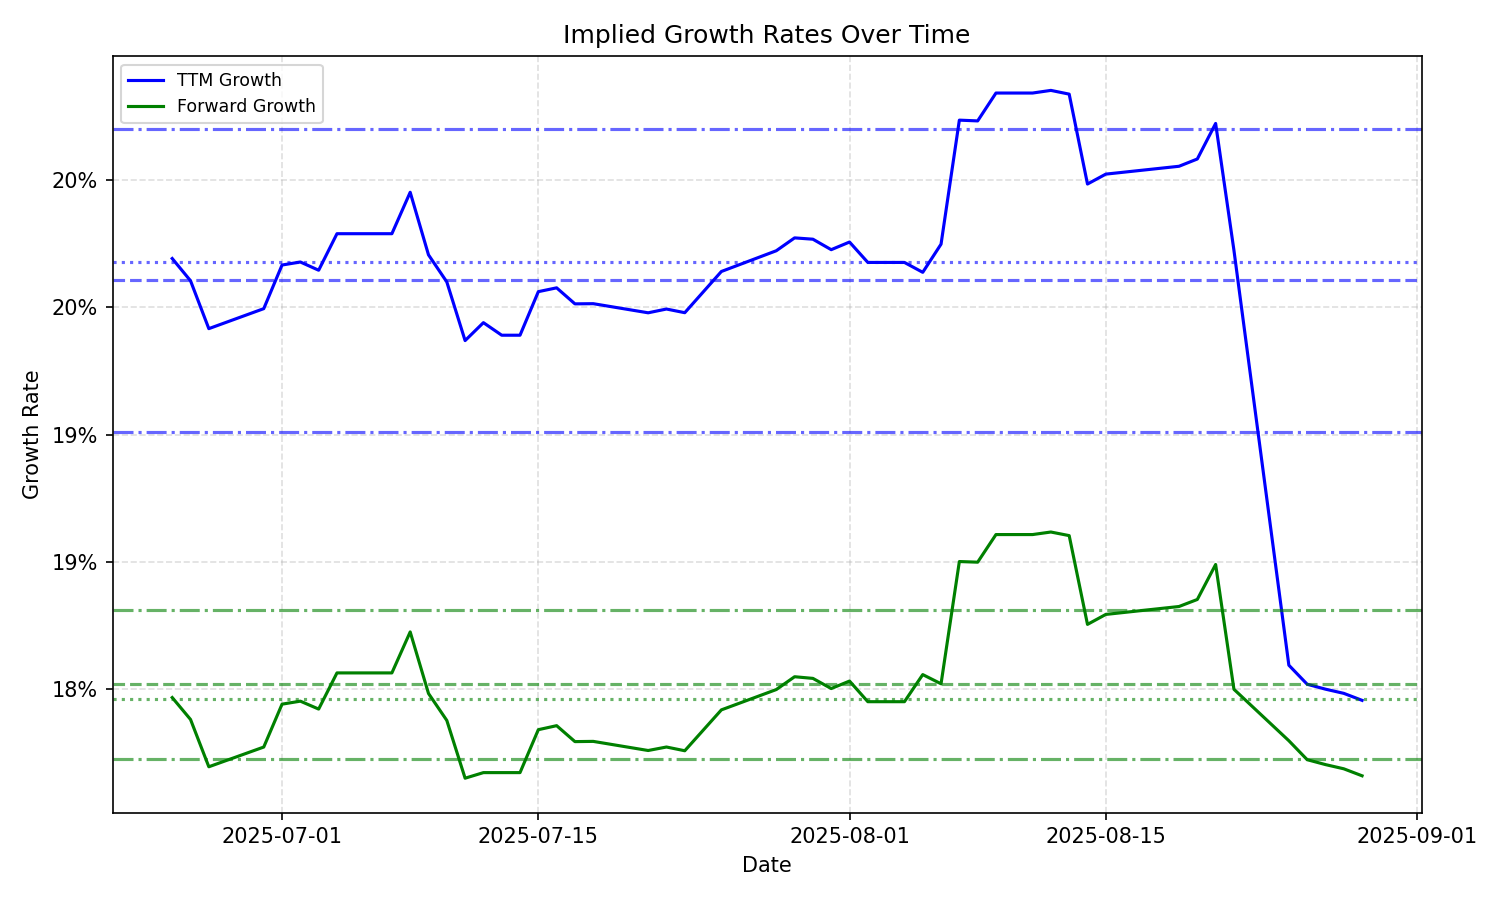 Implied Growth Rates Over Time
TTM Growth
Forward Growth
20%
20%
19%
19%
18%
Growth Rate
2025-07-01
2025-07-15
2025-08-01
2025-08-15
2025-09-01
Date